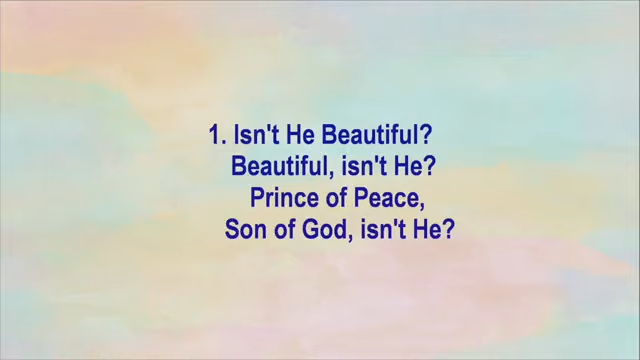 1. Isn't He Beautiful?
Beautiful, isn't He?
Prince of Peace,
Son of God, isn't He?